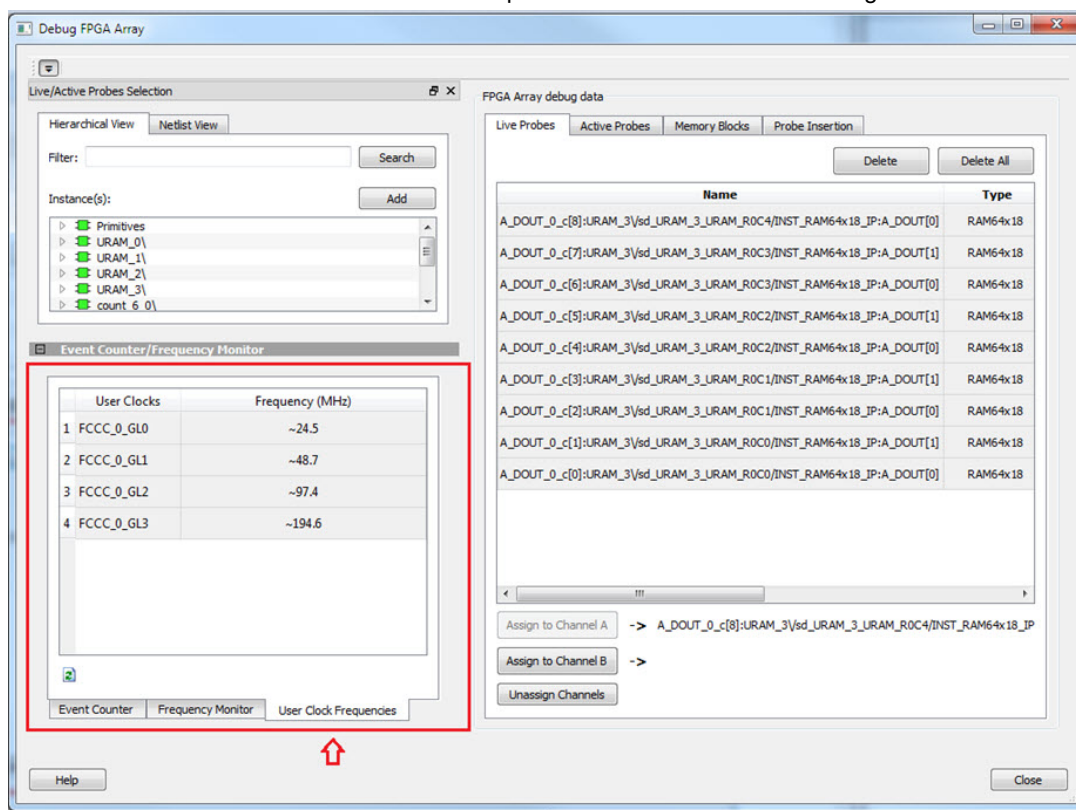 Debug FPGA Array
Live/Active Probes Selection
Hierarchical View Netlist View
Filter: Search
Instance(s): Add
Primitives
URAM_0\
URAM_1\
URAM_2\
URAM_3\
count_6_0\
Event Counter/Frequency Monitor
User Clocks Frequency (MHz)
1 FCCC_0_GL0 ~24.5
2 FCCC_0_GL1 ~48.7
3 FCCC_0_GL2 ~97.4
4 FCCC_0_GL3 ~194.6
Event Counter Frequency Monitor User Clock Frequencies
Help
FPGA Array debug data
Live Probes Active Probes Memory Blocks Probe Insertion
Delete Delete All
Name Type
A_DOUT_0_c[8]:URAM_3\/sd_URAM_3_URAM_R0C4/INST_RAM64x18_IP:A_DOUT[0] RAM64x18
A_DOUT_0_c[7]:URAM_3\/sd_URAM_3_URAM_R0C3/INST_RAM64x18_IP:A_DOUT[1] RAM64x18
A_DOUT_0_c[6]:URAM_3\/sd_URAM_3_URAM_R0C3/INST_RAM64x18_IP:A_DOUT[0] RAM64x18
A_DOUT_0_c[5]:URAM_3\/sd_URAM_3_URAM_R0C2/INST_RAM64x18_IP:A_DOUT[1] RAM64x18
A_DOUT_0_c[4]:URAM_3\/sd_URAM_3_URAM_R0C2/INST_RAM64x18_IP:A_DOUT[0] RAM64x18
A_DOUT_0_c[3]:URAM_3\/sd_URAM_3_URAM_R0C1/INST_RAM64x18_IP:A_DOUT[1] RAM64x18
A_DOUT_0_c[2]:URAM_3\/sd_URAM_3_URAM_R0C1/INST_RAM64x18_IP:A_DOUT[0] RAM64x18
A_DOUT_0_c[1]:URAM_3\/sd_URAM_3_URAM_R0C0/INST_RAM64x18_IP:A_DOUT[1] RAM64x18
A_DOUT_0_c[0]:URAM_3\/sd_URAM_3_URAM_R0C0/INST_RAM64x18_IP:A_DOUT[0] RAM64x18
Assign to Channel A -> A_DOUT_0_c[8]:URAM_3\/sd_URAM_3_URAM_R0C4/INST_RAM64x18_IP
Assign to Channel B ->
Unassign Channels
Close